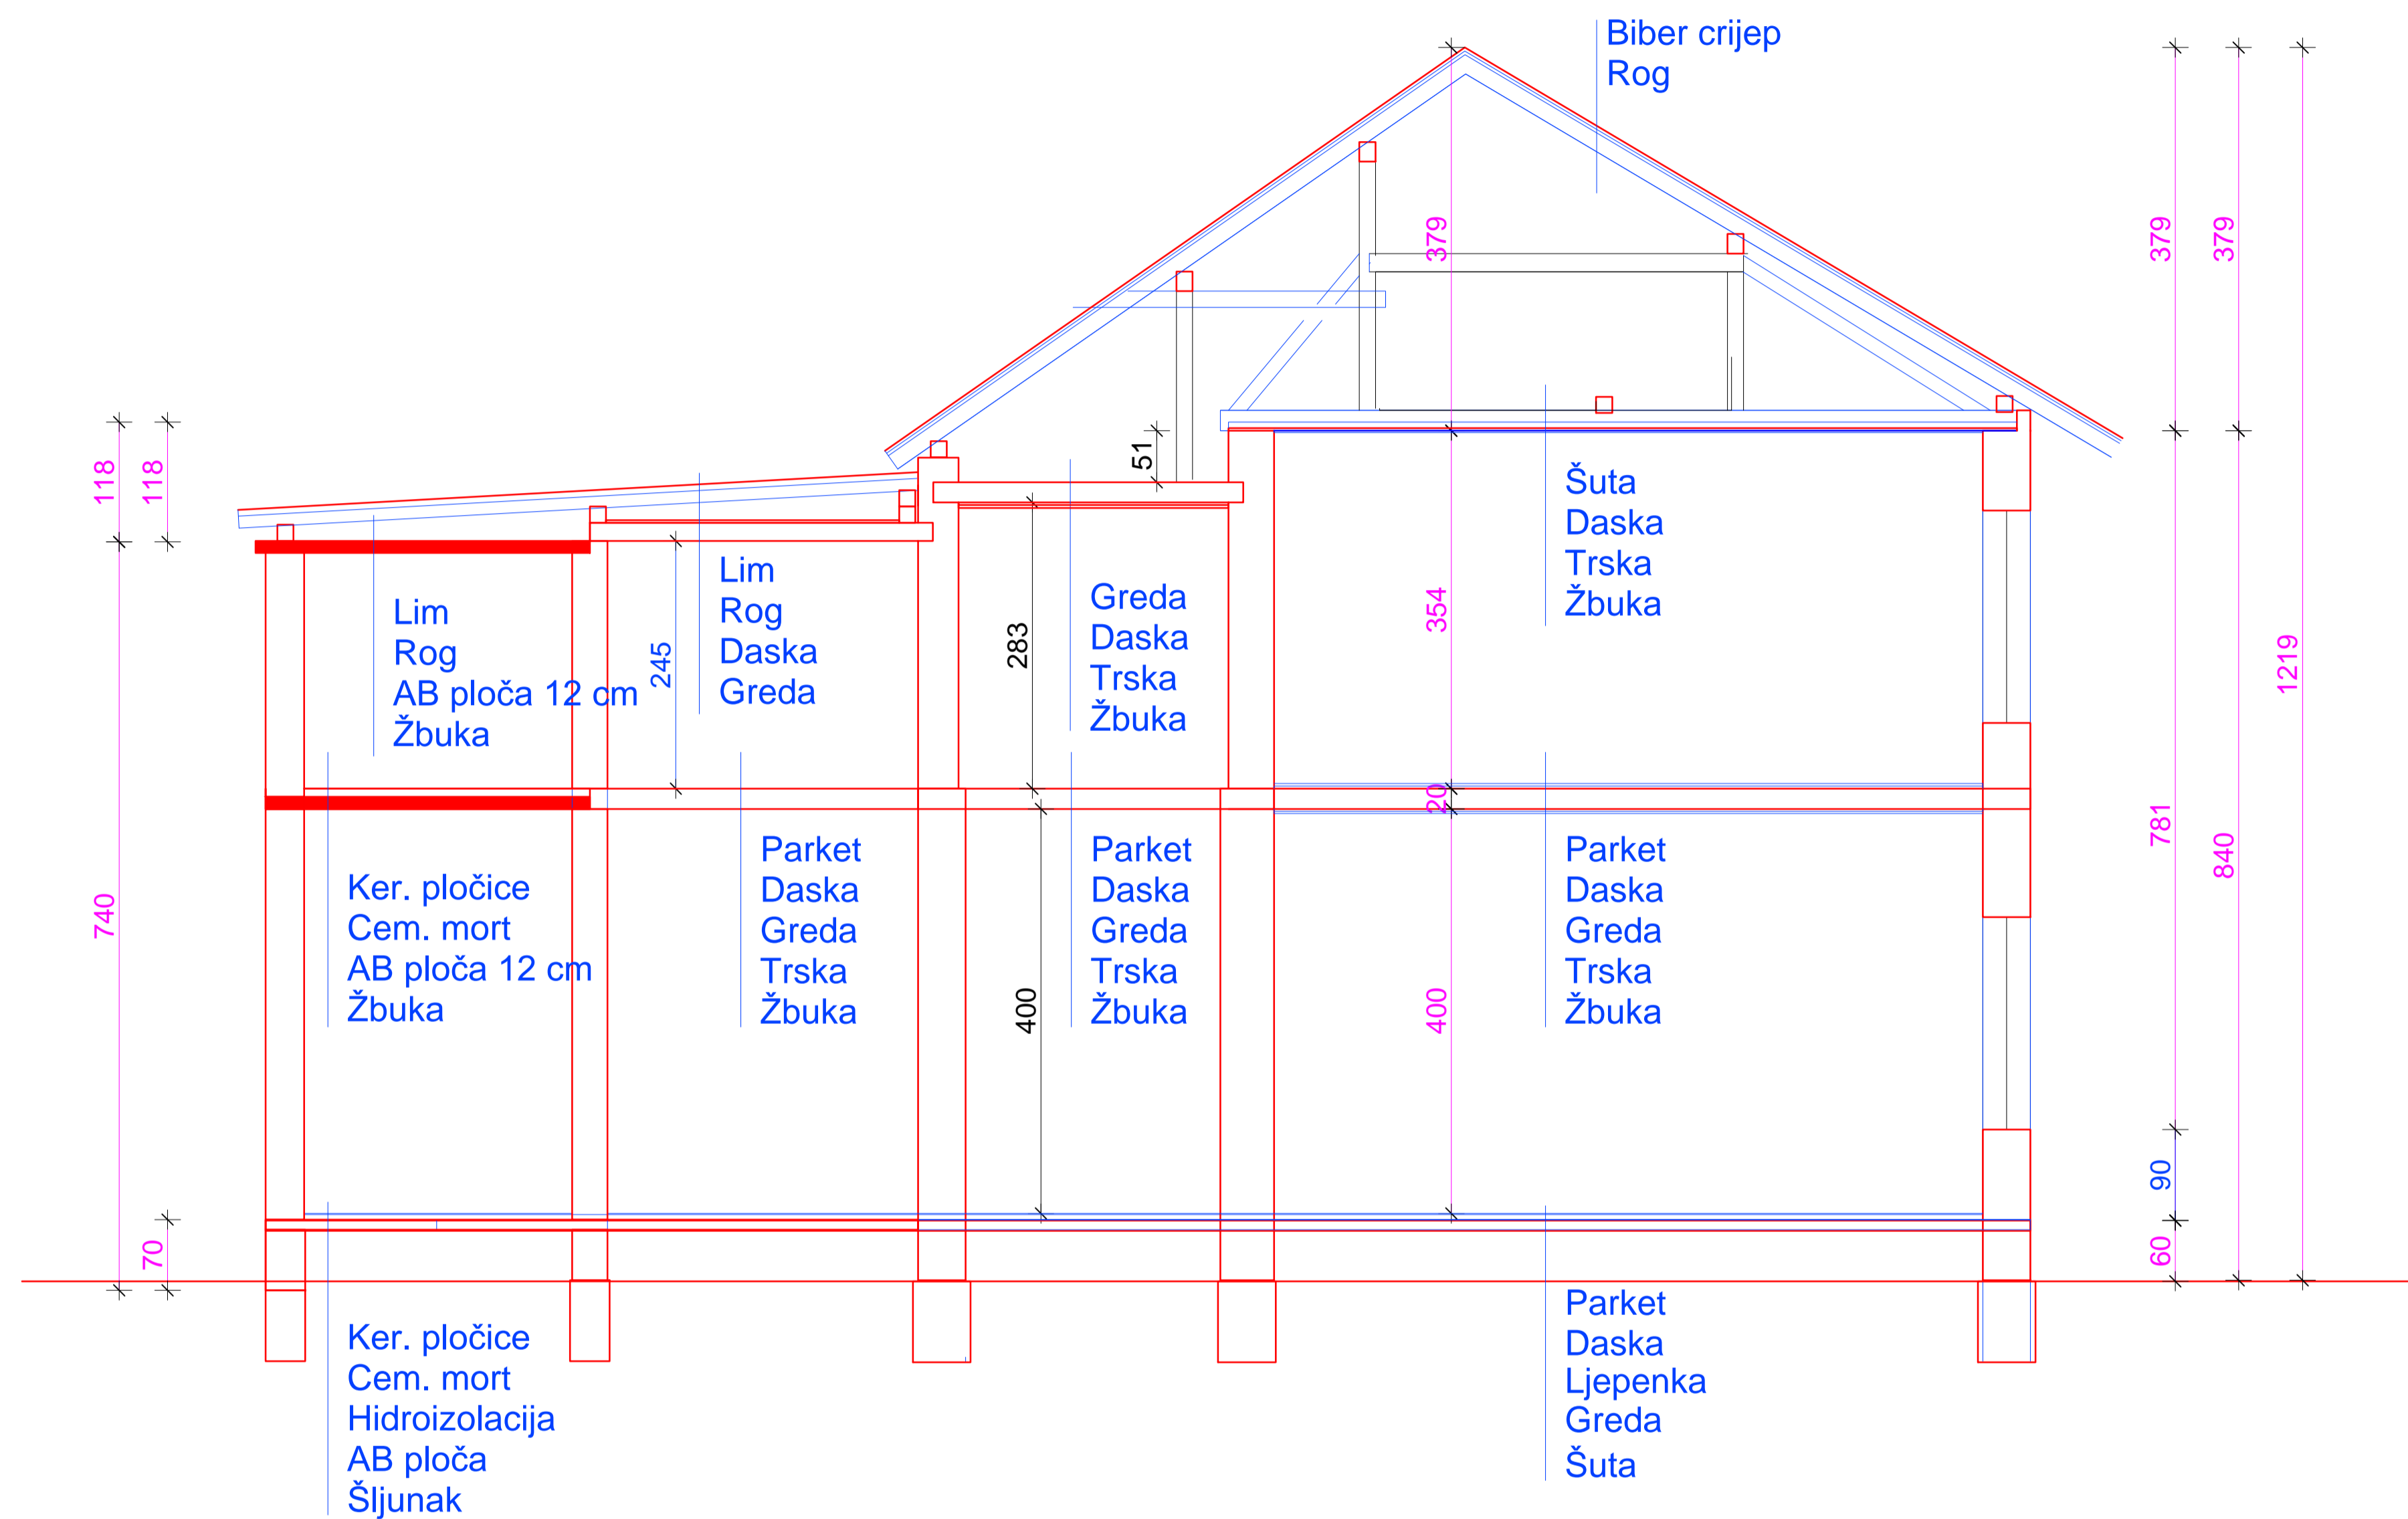 Biber crijep
Rog
379
379
379
118
118
51
Šuta
Daska
Trska
Žbuka
Lim
Rog
Daska
Greda
Greda
Daska
Trska
Žbuka
Lim
Rog
AB ploča 12 cm
Žbuka
245
283
354
1219
20
781
840
740
Ker. pločice
Cem. mort
AB ploča 12 cm
Žbuka
Parket
Daska
Greda
Trska
Žbuka
Parket
Daska
Greda
Trska
Žbuka
Parket
Daska
Greda
Trska
Žbuka
400
400
90
70
60
Ker. pločice
Cem. mort
Hidroizolacija
AB ploča
Šljunak
Parket
Daska
Ljepenka
Greda
Šuta